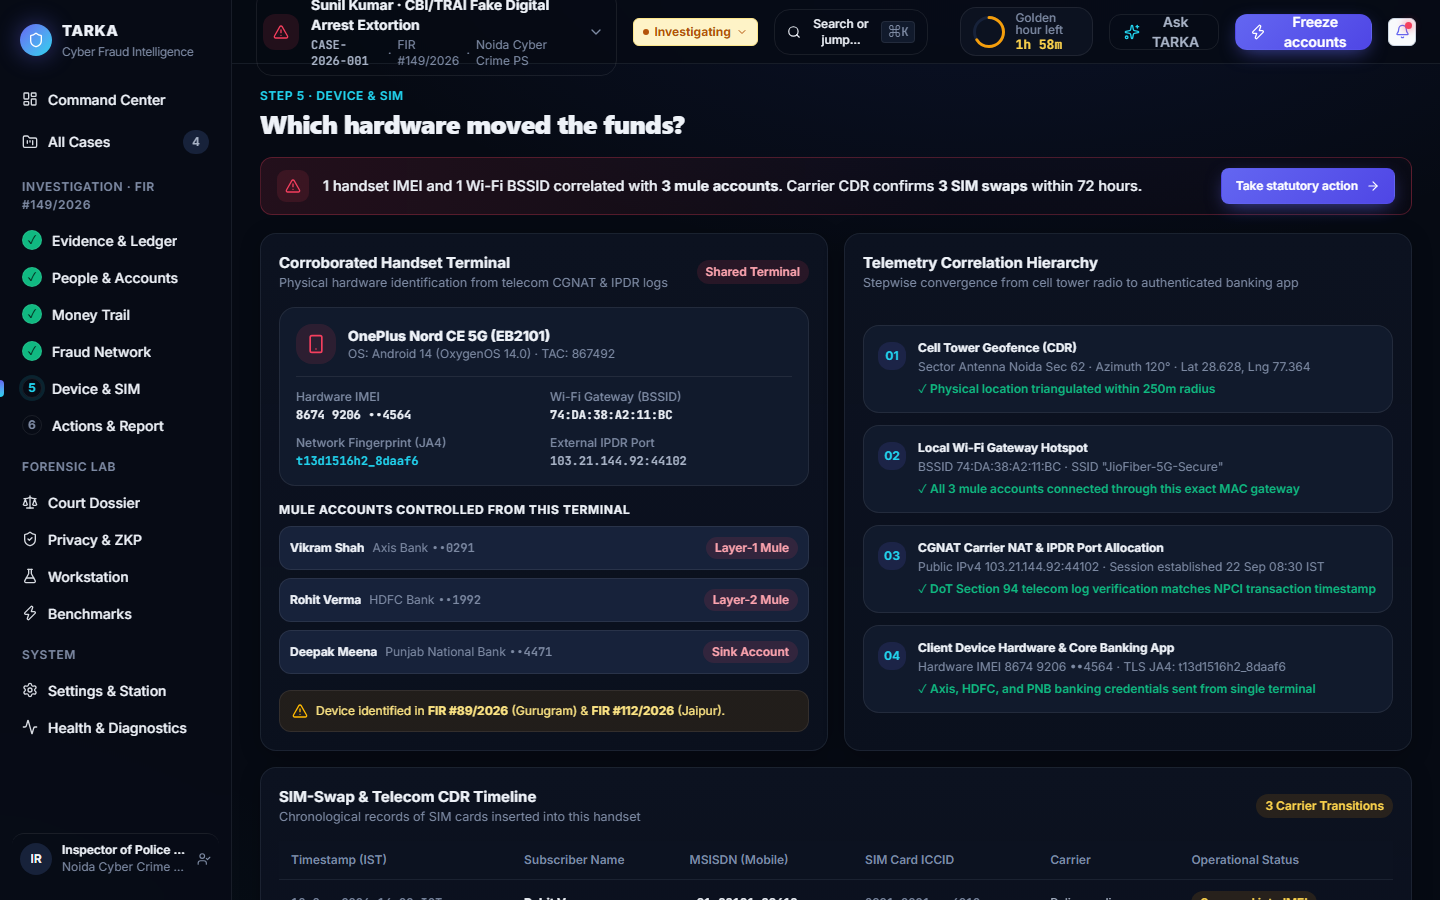 TARKA
Cyber Fraud Intelligence
Command Center
All Cases 4
INVESTIGATION · FIR
#149/2026
✓ Evidence & Ledger
✓ People & Accounts
✓ Money Trail
✓ Fraud Network
5 Device & SIM
6 Actions & Report
FORENSIC LAB
Court Dossier
Privacy & ZKP
Workstation
Benchmarks
SYSTEM
Settings & Station
Health & Diagnostics
IR Inspector of Police ...
Noida Cyber Crime ...
Sunil Kumar · CBI/TRAI Fake Digital
Arrest Extortion
CASE-2026-001 · FIR #149/2026 · Noida Cyber Crime PS
Investigating
Search or jump... ⌘K
Golden hour left
1h 58m
Ask TARKA
Freeze accounts
STEP 5 · DEVICE & SIM
Which hardware moved the funds?
1 handset IMEI and 1 Wi-Fi BSSID correlated with 3 mule accounts. Carrier CDR confirms 3 SIM swaps within 72 hours.
Take statutory action →
Corroborated Handset Terminal
Physical hardware identification from telecom CGNAT & IPDR logs
Shared Terminal
OnePlus Nord CE 5G (EB2101)
OS: Android 14 (OxygenOS 14.0) · TAC: 867492
Hardware IMEI
8674 9206 ••4564
Wi-Fi Gateway (BSSID)
74:DA:38:A2:11:BC
Network Fingerprint (JA4)
t13d1516h2_8daaf6
External IPDR Port
103.21.144.92:44102
MULE ACCOUNTS CONTROLLED FROM THIS TERMINAL
Vikram Shah Axis Bank ••0291 Layer-1 Mule
Rohit Verma HDFC Bank ••1992 Layer-2 Mule
Deepak Meena Punjab National Bank ••4471 Sink Account
Device identified in FIR #89/2026 (Gurugram) & FIR #112/2026 (Jaipur).
Telemetry Correlation Hierarchy
Stepwise convergence from cell tower radio to authenticated banking app
01 Cell Tower Geofence (CDR)
Sector Antenna Noida Sec 62 · Azimuth 120° · Lat 28.628, Lng 77.364
✓ Physical location triangulated within 250m radius
02 Local Wi-Fi Gateway Hotspot
BSSID 74:DA:38:A2:11:BC · SSID "JioFiber-5G-Secure"
✓ All 3 mule accounts connected through this exact MAC gateway
03 CGNAT Carrier NAT & IPDR Port Allocation
Public IPv4 103.21.144.92:44102 · Session established 22 Sep 08:30 IST
✓ DoT Section 94 telecom log verification matches NPCI transaction timestamp
04 Client Device Hardware & Core Banking App
Hardware IMEI 8674 9206 ••4564 · TLS JA4: t13d1516h2_8daaf6
✓ Axis, HDFC, and PNB banking credentials sent from single terminal
SIM-Swap & Telecom CDR Timeline
Chronological records of SIM cards inserted into this handset
3 Carrier Transitions
Timestamp (IST) Subscriber Name MSISDN (Mobile) SIM Card ICCID Carrier Operational Status